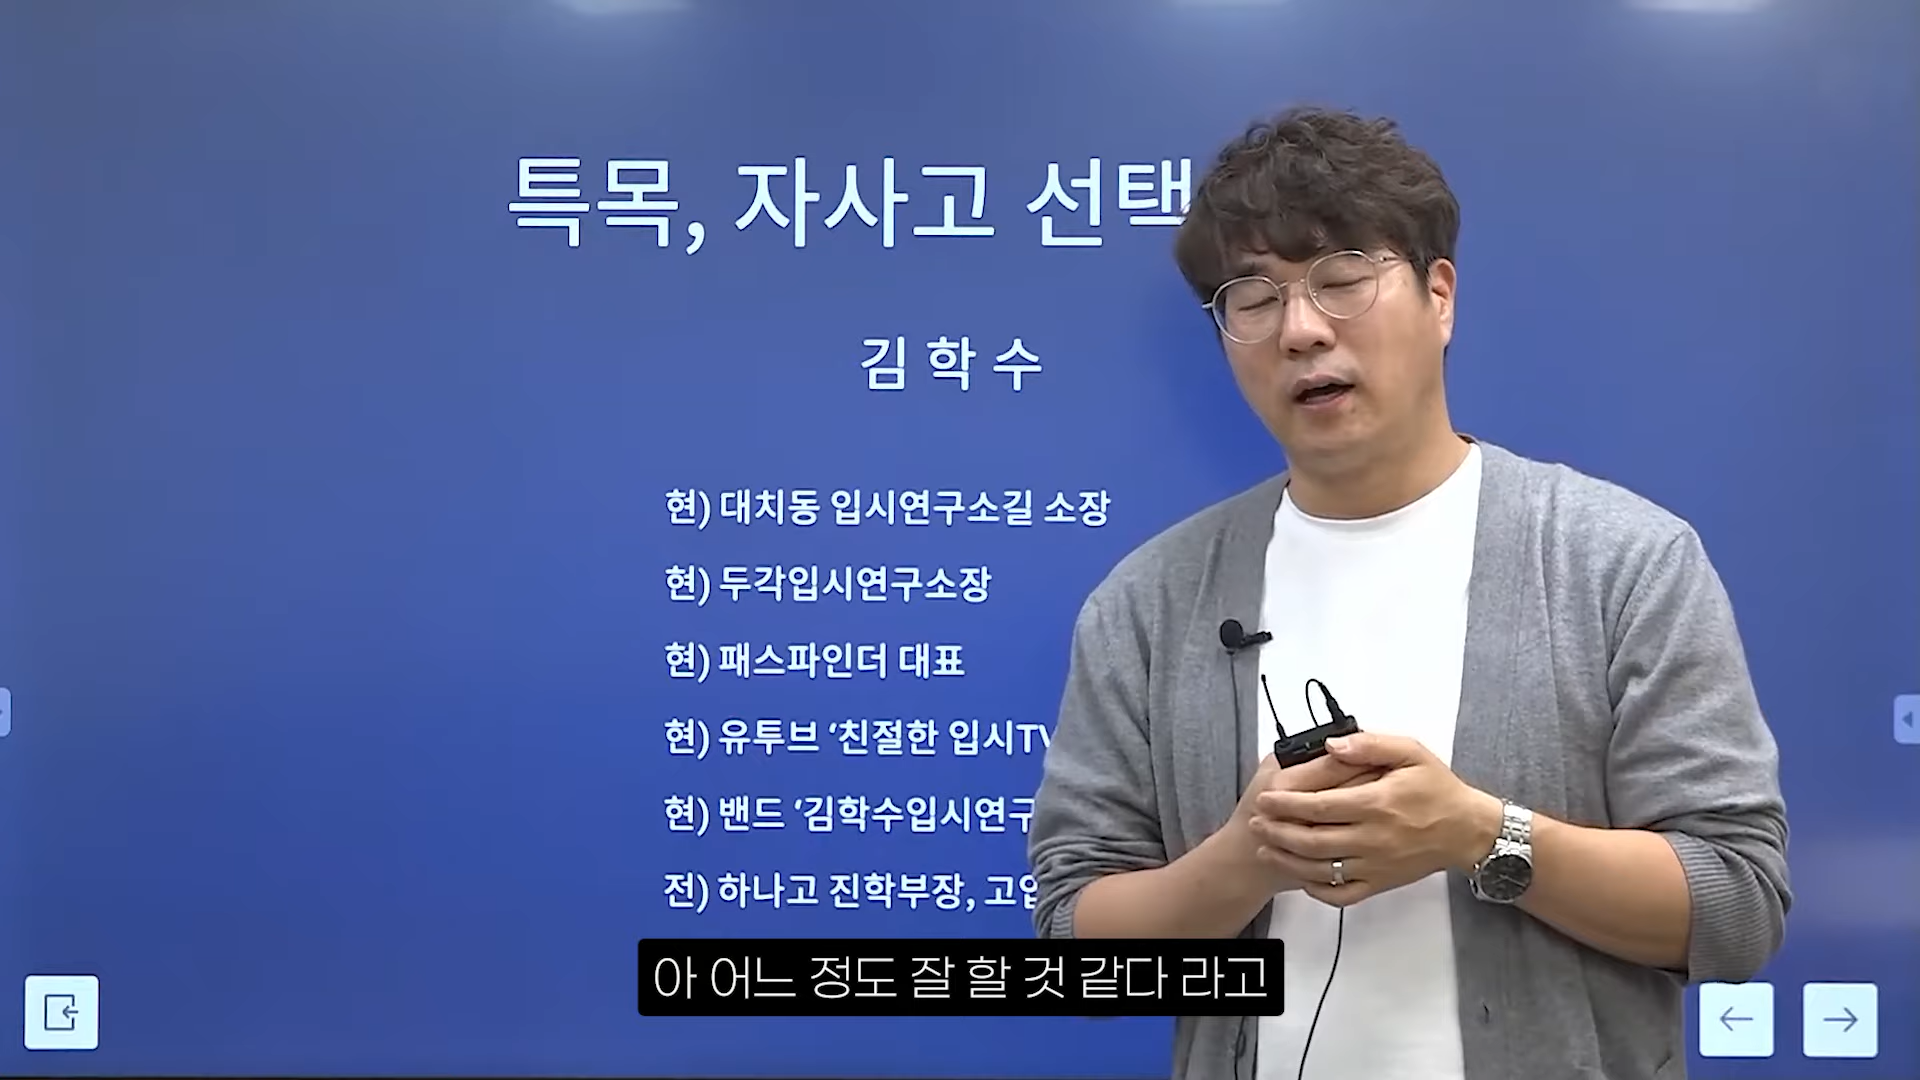 특목, 자사고 선택
김 학 수
현) 대치동 입시연구소길 소장
현) 두각입시연구소장
현) 패스파인더 대표
현) 유투브 ‘친절한 입시TV
현) 밴드 ‘김학수입시연구
전) 하나고 진학부장, 고입
아 어느 정도 잘 할 것 같다 라고